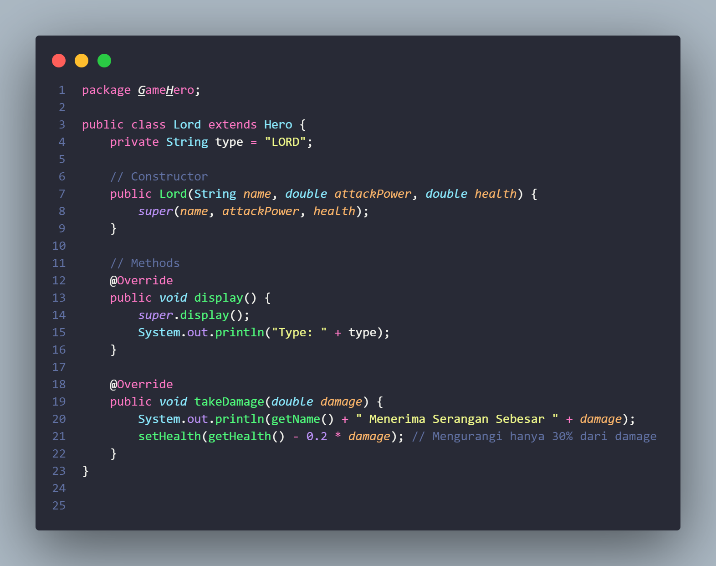 1 package GameHero;
2
3 public class Lord extends Hero {
4     private String type = "LORD";
5
6     // Constructor
7     public Lord(String name, double attackPower, double health) {
8         super(name, attackPower, health);
9     }
10
11     // Methods
12     @Override
13     public void display() {
14         super.display();
15         System.out.println("Type: " + type);
16     }
17
18     @Override
19     public void takeDamage(double damage) {
20         System.out.println(getName() + " Menerima Serangan Sebesar " + damage);
21         setHealth(getHealth() - 0.2 * damage); // Mengurangi hanya 30% dari damage
22     }
23 }
24
25